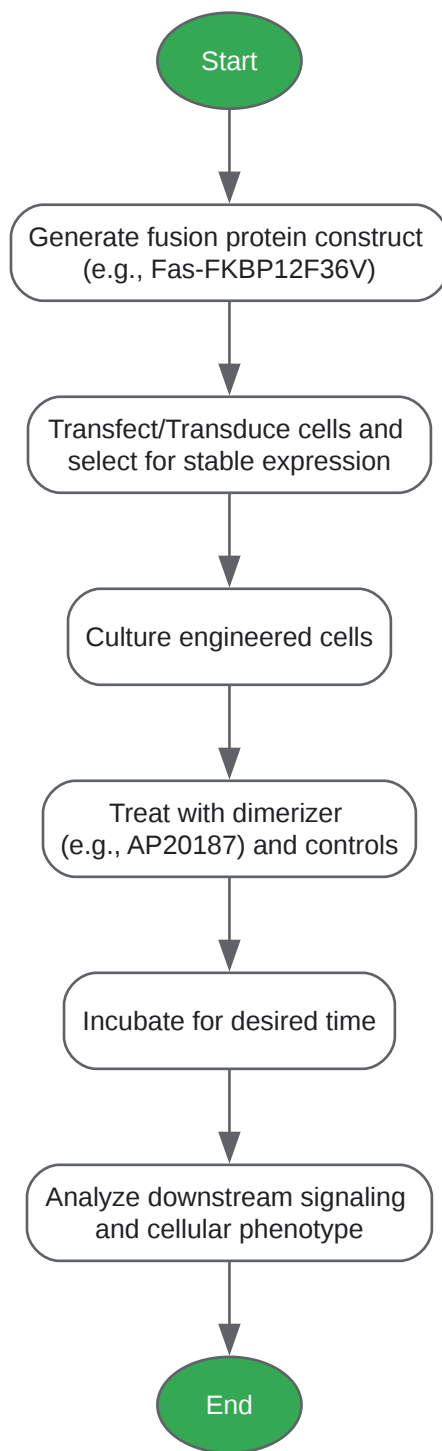 Start
Generate fusion protein construct
(e.g., Fas-FKBP12F36V)
Transfect/Transduce cells and
select for stable expression
Culture engineered cells
Treat with dimerizer
(e.g., AP20187) and controls
Incubate for desired time
Analyze downstream signaling
and cellular phenotype
End